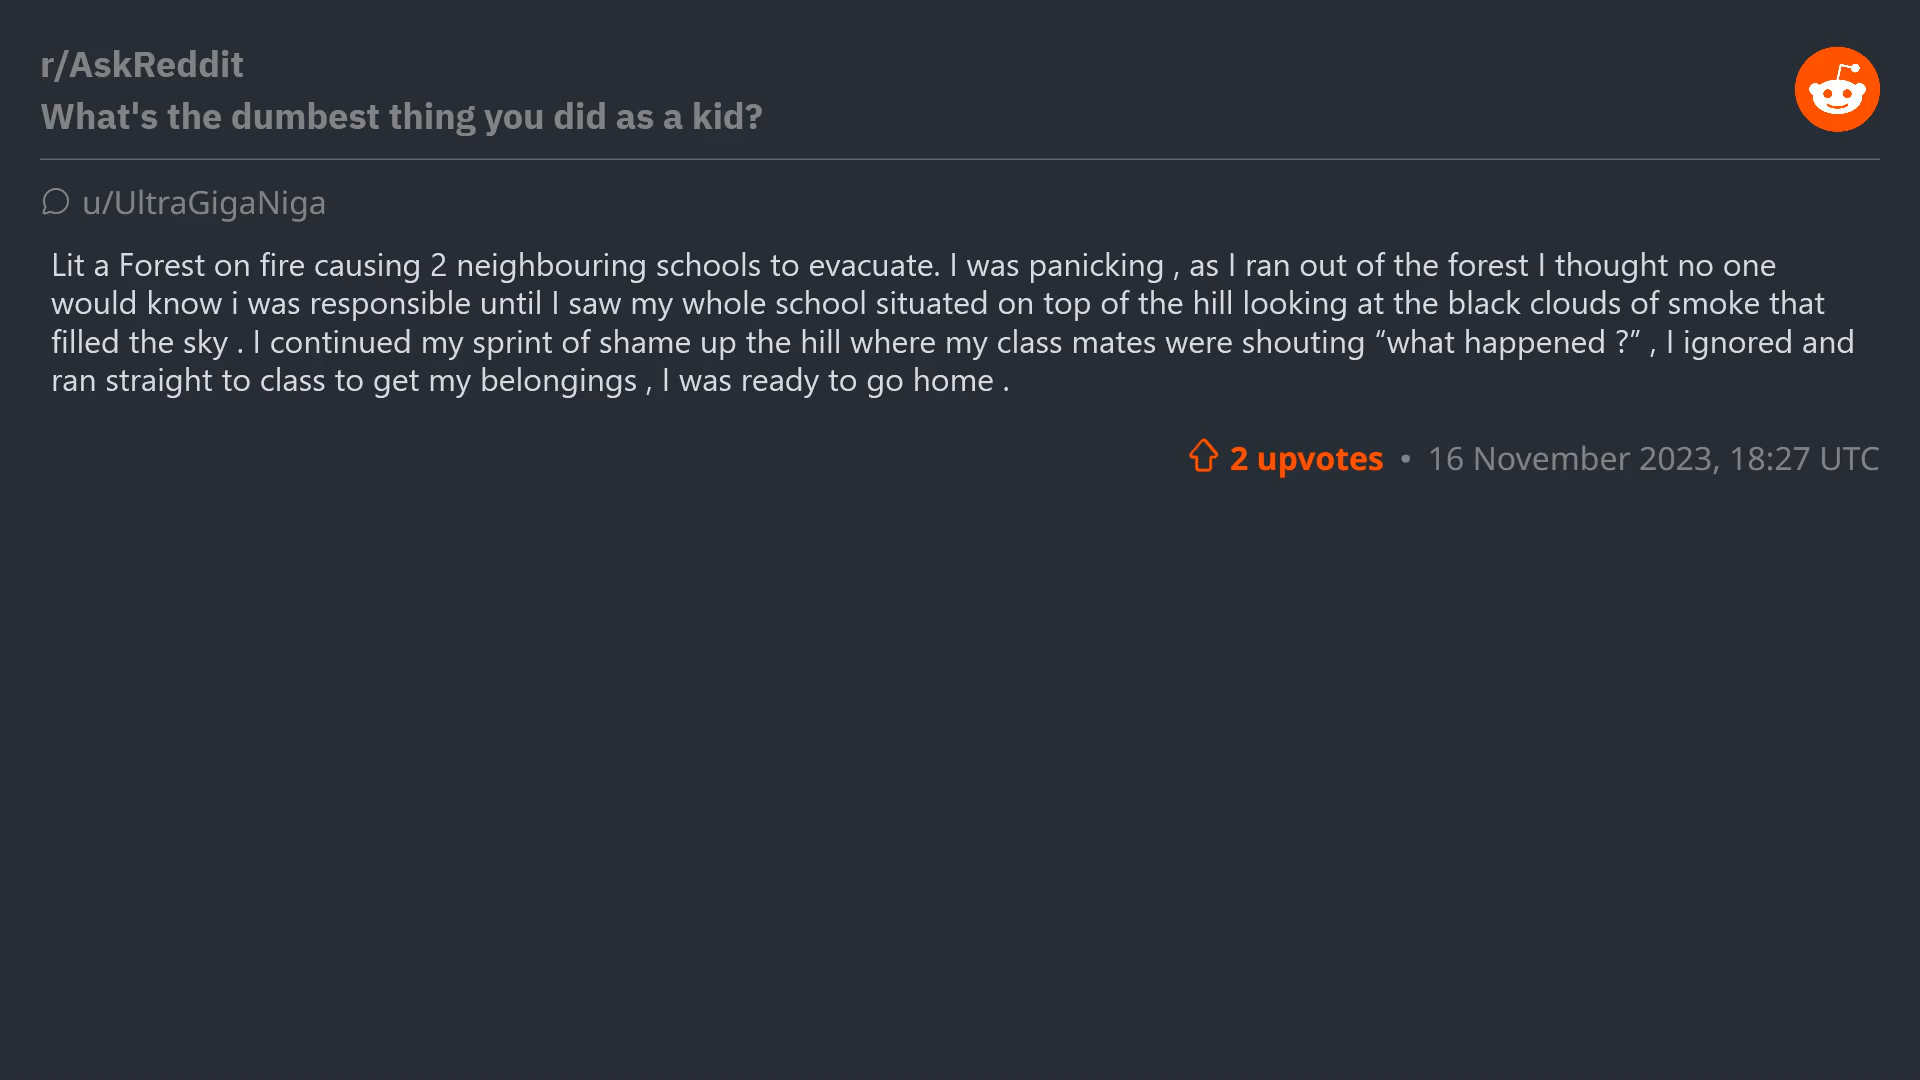 r/AskReddit
What's the dumbest thing you did as a kid?
u/UltraGigaNiga
Lit a Forest on fire causing 2 neighbouring schools to evacuate. I was panicking , as I ran out of the forest I thought no one
would know i was responsible until I saw my whole school situated on top of the hill looking at the black clouds of smoke that
filled the sky . I continued my sprint of shame up the hill where my class mates were shouting “what happened ?” , I ignored and
ran straight to class to get my belongings , I was ready to go home .
2 upvotes • 16 November 2023, 18:27 UTC